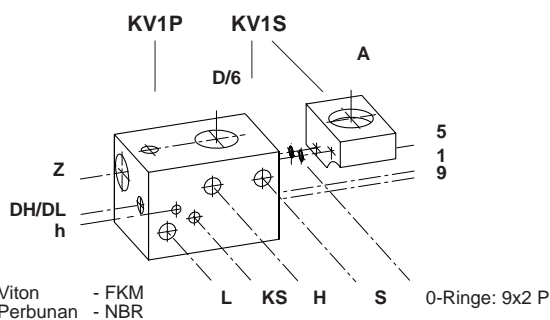 KV1P KV1S
A
D/6
5
1
9
Z
DH/DL
h
Viton - FKM
Perbunan - NBR
L KS H S 0-Ringe: 9x2 P